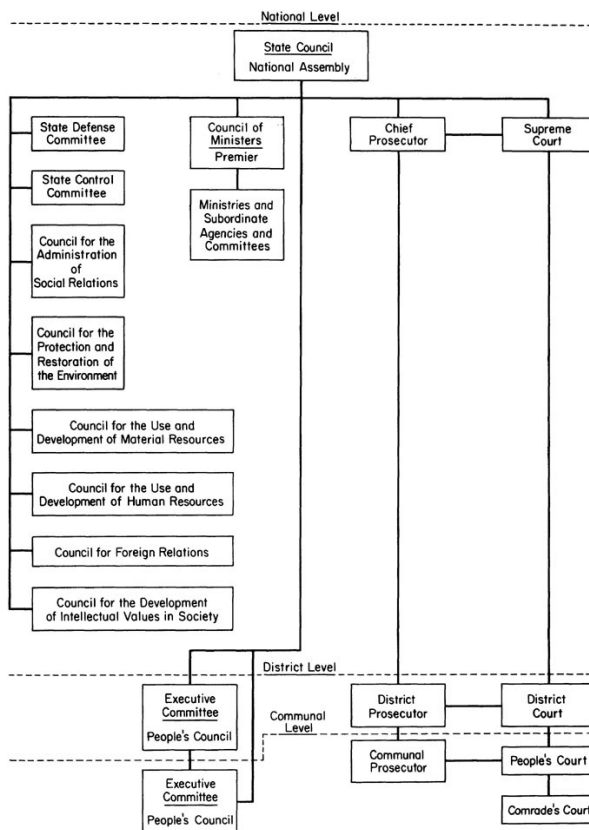 National Level
State Council
National Assembly
State Defense
Committee
Council of
Ministries
Premier
Chief
Prosecutor
Supreme
Court
State Control
Committee
Ministries and
Subordinate
Agencies and
Committees
Council for the
Administration
of
Social Relations
Council for the
Protection and
Restoration of
the Environment
Council for the Use and
Development of Material Resources
Council for the Use and
Development of Human Resources
Council for Foreign Relations
Council for the Development
of Intellectual Values in Society
District Level
Executive
Committee
People's Council
Communal
Level
District
Prosecutor
District
Court
Executive
Committee
People's Council
Communal
Prosecutor
People's Court
Comrade's Court